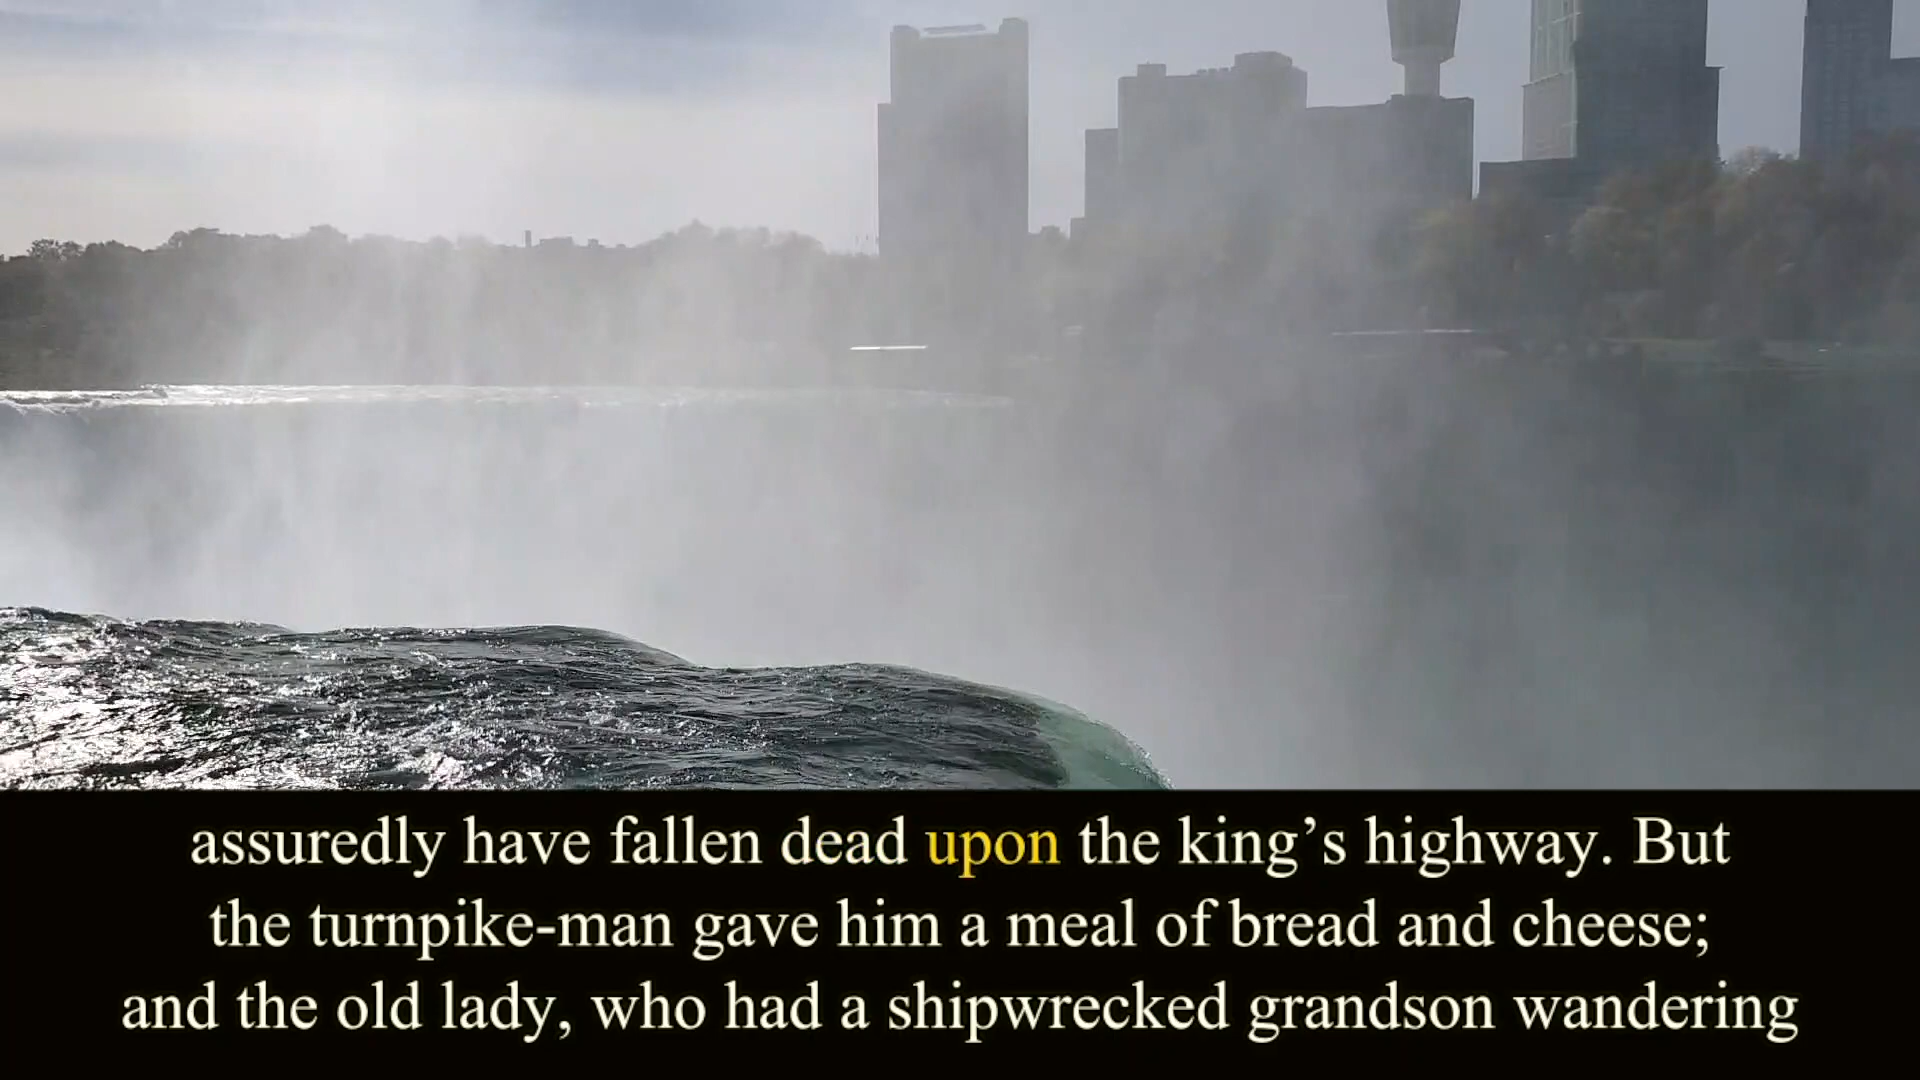 assuredly have fallen dead upon the king’s highway. But
the turnpike-man gave him a meal of bread and cheese;
and the old lady, who had a shipwrecked grandson wandering